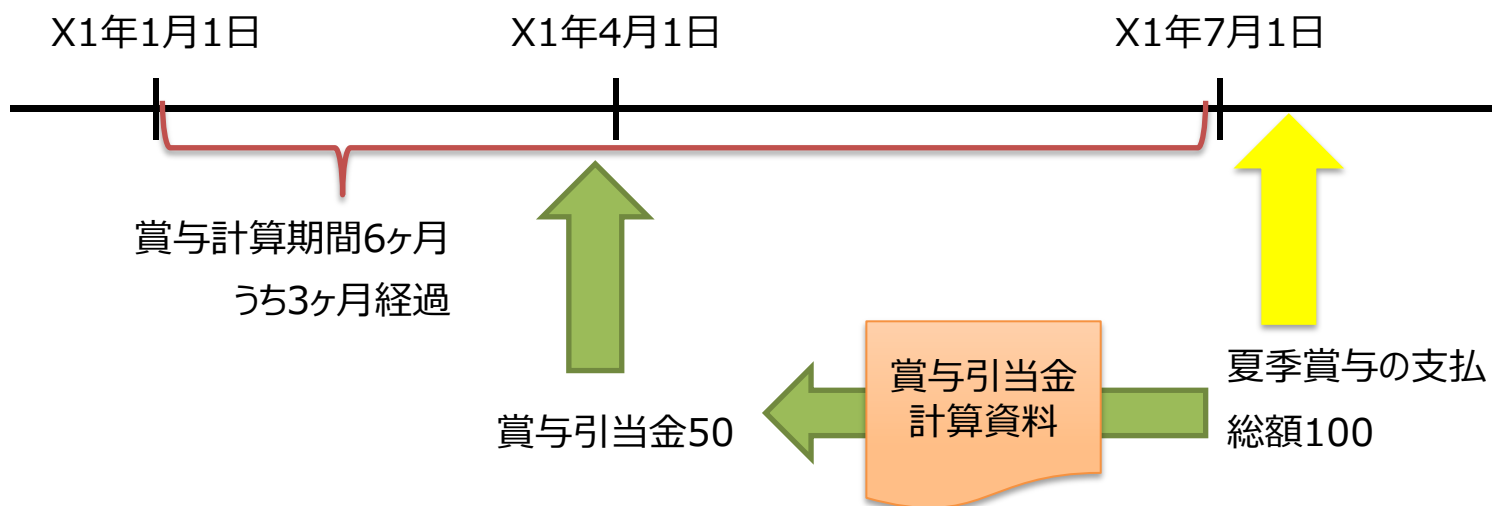 X1年1月1日
X1年4月1日
X1年7月1日
賞与計算期間6ヶ月
うち3ヶ月経過
賞与引当金50
賞与引当金
計算資料
夏季賞与の支払
総額100